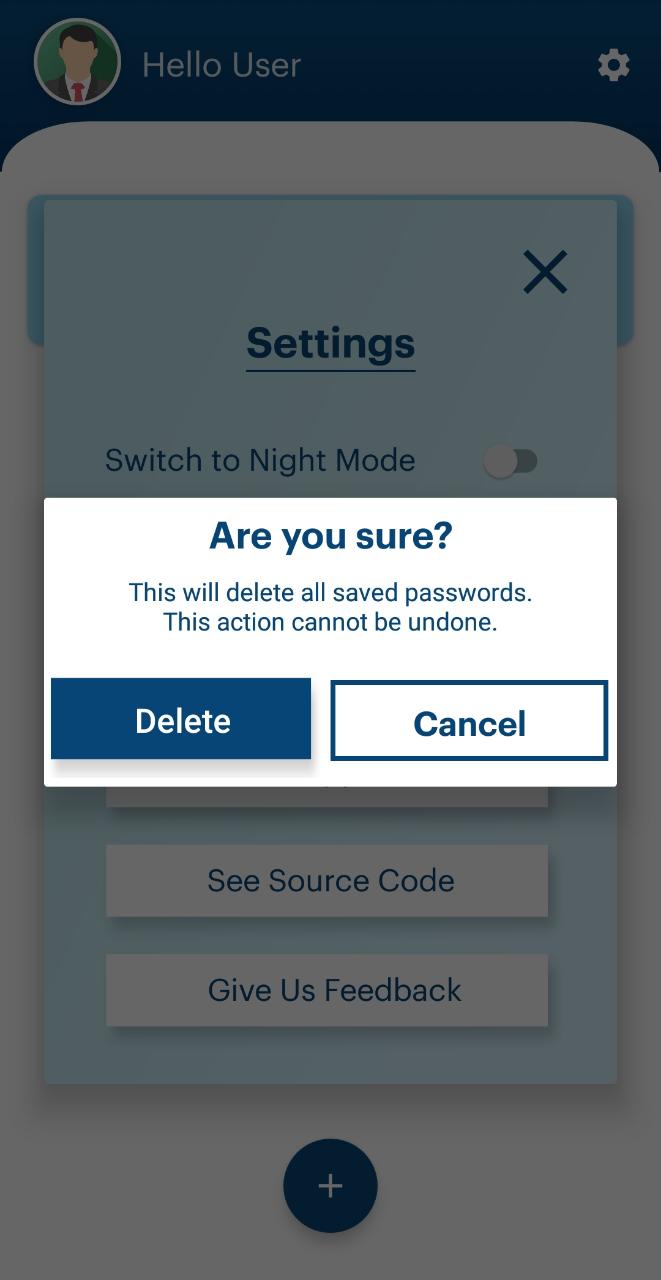 Hello User
Settings
Switch to Night Mode
Are you sure?
This will delete all saved passwords.
This action cannot be undone.
Delete
Cancel
See Source Code
Give Us Feedback
+